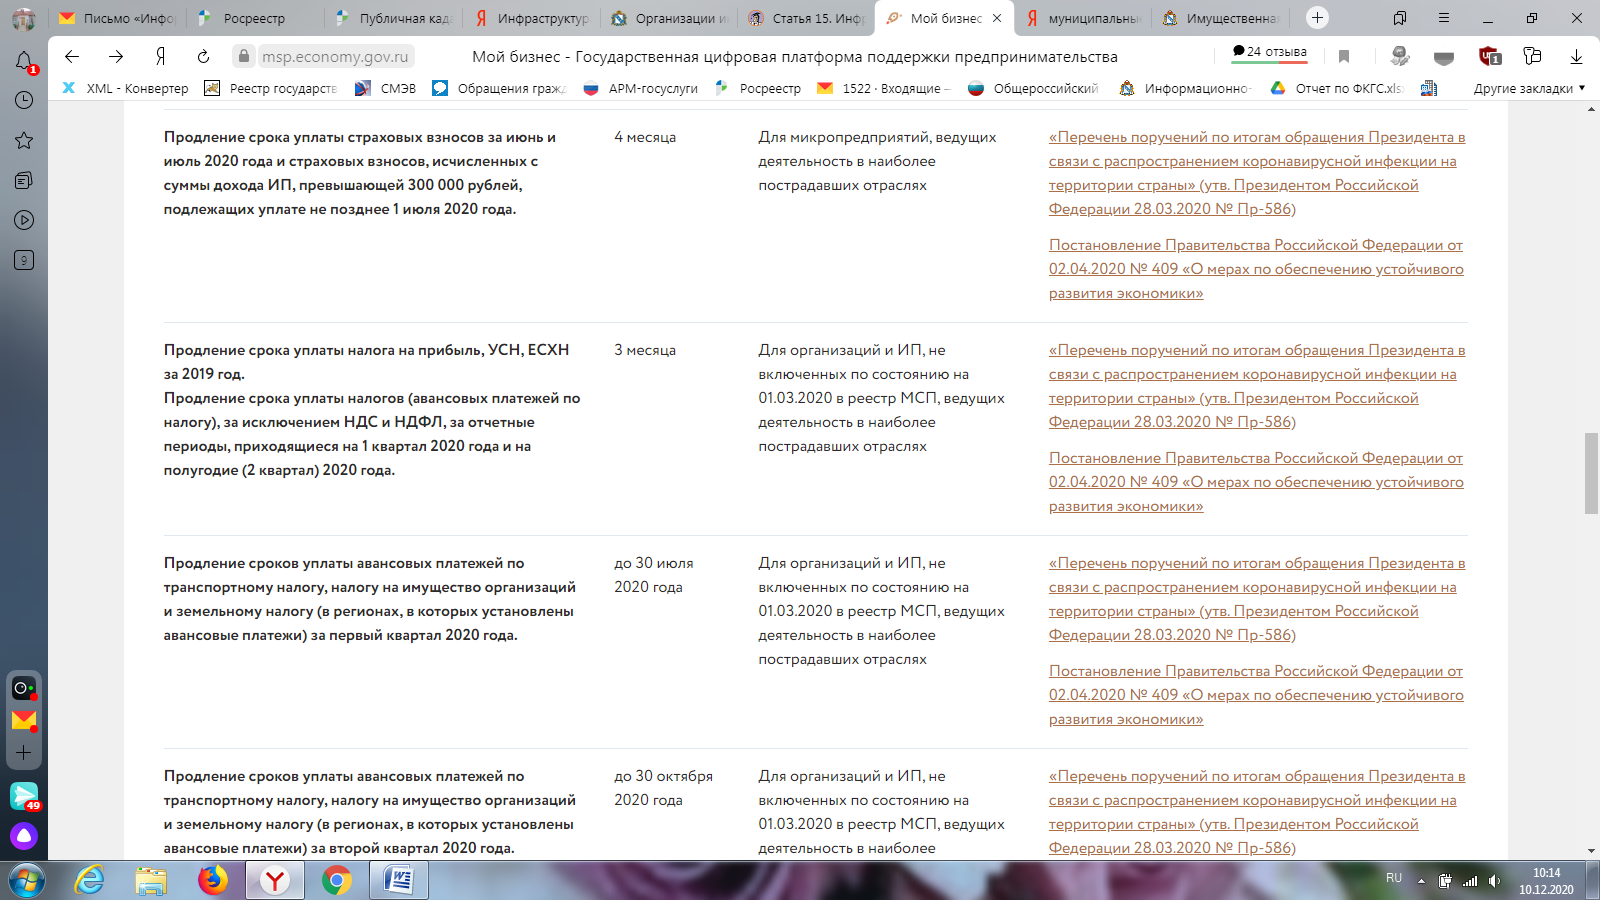 Письмо «Инфор
Росреестр
Публичная када
Инфраструктур
Организации ин
Статья 15. Инфр
Мой бизнес
муниципальны
Имущественная
1
msp.economy.gov.ru
Мой бизнес - Государственная цифровая платформа поддержки предпринимательства
24 отзыва
1
XML - Конвертер
Реестр государств
СМЭВ
Обращения гражд
АРМ-госуслуги
Росреестр
1522 · Входящие –
Общероссийский
Информационно-
Отчет по ФКГС.xls
Другие закладки
9
49
Продление срока уплаты страховых взносов за июнь и
июль 2020 года и страховых взносов, исчисленных с
суммы дохода ИП, превышающей 300 000 рублей,
подлежащих уплате не позднее 1 июля 2020 года.
4 месяца
Для микропредприятий, ведущих
деятельность в наиболее
пострадавших отраслях
«Перечень поручений по итогам обращения Президента в
связи с распространением коронавирусной инфекции на
территории страны» (утв. Президентом Российской
Федерации 28.03.2020 № Пр-586)
Постановление Правительства Российской Федерации от
02.04.2020 № 409 «О мерах по обеспечению устойчивого
развития экономики»
Продление срока уплаты налога на прибыль, УСН, ЕСХН
за 2019 год.
Продление срока уплаты налогов (авансовых платежей по
налогу), за исключением НДС и НДФЛ, за отчетные
периоды, приходящиеся на 1 квартал 2020 года и на
полугодие (2 квартал) 2020 года.
3 месяца
Для организаций и ИП, не
включенных по состоянию на
01.03.2020 в реестр МСП, ведущих
деятельность в наиболее
пострадавших отраслях
«Перечень поручений по итогам обращения Президента в
связи с распространением коронавирусной инфекции на
территории страны» (утв. Президентом Российской
Федерации 28.03.2020 № Пр-586)
Постановление Правительства Российской Федерации от
02.04.2020 № 409 «О мерах по обеспечению устойчивого
развития экономики»
Продление сроков уплаты авансовых платежей по
транспортному налогу, налогу на имущество организаций
и земельному налогу (в регионах, в которых установлены
авансовые платежи) за первый квартал 2020 года.
до 30 июля
2020 года
Для организаций и ИП, не
включенных по состоянию на
01.03.2020 в реестр МСП, ведущих
деятельность в наиболее
пострадавших отраслях
«Перечень поручений по итогам обращения Президента в
связи с распространением коронавирусной инфекции на
территории страны» (утв. Президентом Российской
Федерации 28.03.2020 № Пр-586)
Постановление Правительства Российской Федерации от
02.04.2020 № 409 «О мерах по обеспечению устойчивого
развития экономики»
Продление сроков уплаты авансовых платежей по
транспортному налогу, налогу на имущество организаций
и земельному налогу (в регионах, в которых установлены
авансовые платежи) за второй квартал 2020 года.
до 30 октября
2020 года
Для организаций и ИП, не
включенных по состоянию на
01.03.2020 в реестр МСП, ведущих
деятельность в наиболее
«Перечень поручений по итогам обращения Президента в
связи с распространением коронавирусной инфекции на
территории страны» (утв. Президентом Российской
Федерации 28.03.2020 № Пр-586)
RU
10:14
10.12.2020